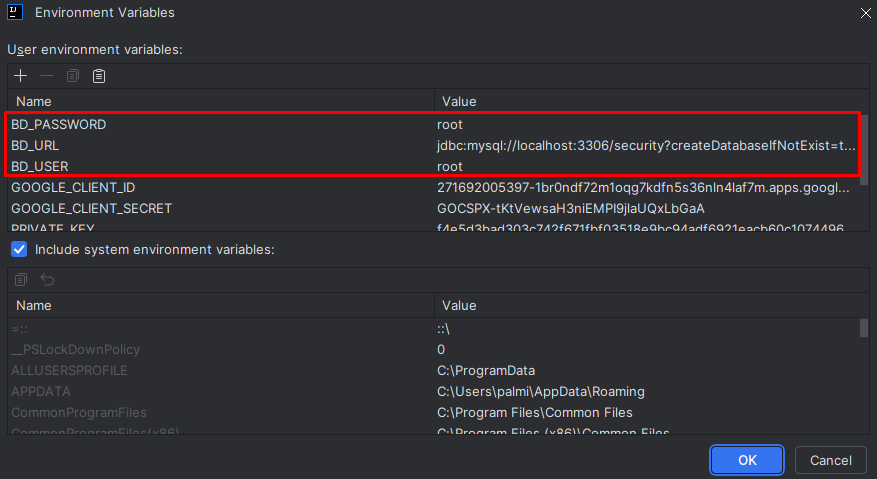 Environment Variables
User environment variables:
Name Value
BD_PASSWORD root
BD_URL jdbc:mysql://localhost:3306/security?createDatabaseIfNotExist=t...
BD_USER root
GOOGLE_CLIENT_ID 271692005397-1br0ndf72m1oqg7kdfn5s36nln4laf7m.apps.googl...
GOOGLE_CLIENT_SECRET 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
PRIVATE_KEY f4e5d3bad303c742f671fbf03518e9bc94adf6921eacb60c1074496
Include system environment variables:
Name Value
=:: ::\
__PSLockDownPolicy 0
ALLUSERSPROFILE C:\ProgramData
APPDATA C:\Users\palmi\AppData\Roaming
CommonProgramFiles C:\Program Files\Common Files
CommonProgramFiles(x86) C:\Program Files (x86)\Common Files
OK Cancel